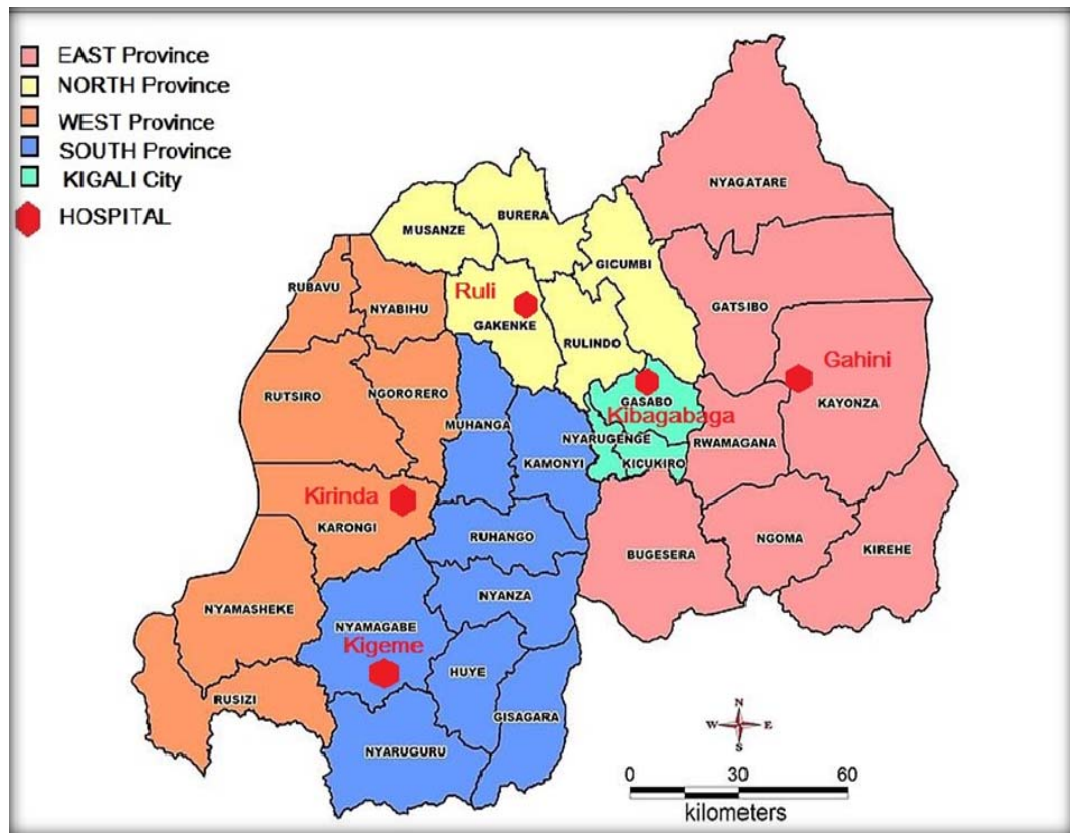 EAST Province
NORTH Province
WEST Province
SOUTH Province
KIGALI City
HOSPITAL
NYAGATARE
BURERA
MUSANZE
GICUMBI
RUBAVU
NYABIHU
Ruli
GATSIBO
GAKENKE
RULINDO
Gahini
RUTSIRO
NGORORERO
GASABO
KAYONZA
Kibagabaga
MUHANGA
NYARUGENGE
RWAMAGANA
KAMONYI
KICUKIRO
Kirinda
KARONGI
RUHANGO
BUGESERA
NGOMA
KIREHE
NYAMASHEKE
NYANZA
NYAMAGABE
Kigeme
HUYE
RUSIZI
GISAGARA
NYARUGURU
N
W E
S
0 30 60
kilometers